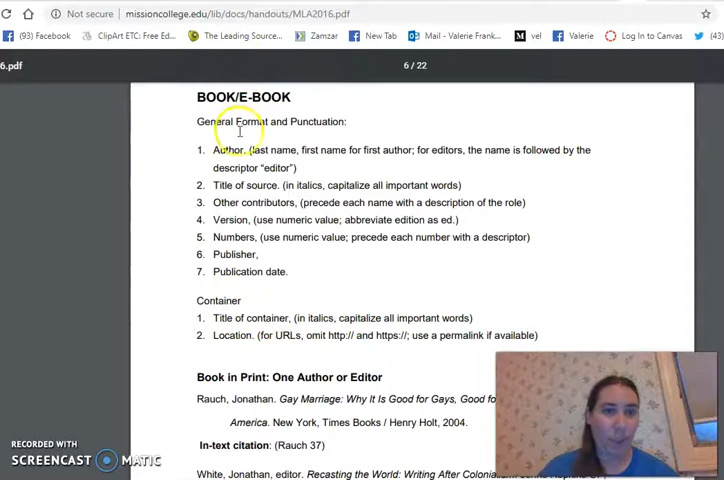 Not secure | missioncollege.edu/lib/docs/handouts/MLA2016.pdf
(93) Facebook ClipArt ETC: Free Ed... The Leading Source... Zamzar New Tab Mail - Valerie Frank... vel Valerie Log In to Canvas (43)
6.pdf 6 / 22
BOOK/E-BOOK
General Format and Punctuation:
1. Author. (last name, first name for first author; for editors, the name is followed by the
descriptor “editor”)
2. Title of source. (in italics, capitalize all important words)
3. Other contributors, (precede each name with a description of the role)
4. Version, (use numeric value; abbreviate edition as ed.)
5. Numbers, (use numeric value; precede each number with a descriptor)
6. Publisher,
7. Publication date.
Container
1. Title of container, (in italics, capitalize all important words)
2. Location. (for URLs, omit http:// and https://; use a permalink if available)
Book in Print: One Author or Editor
Rauch, Jonathan. Gay Marriage: Why It Is Good for Gays, Good fo
America. New York, Times Books / Henry Holt, 2004.
In-text citation: (Rauch 37)
White, Jonathan, editor. Recasting the World: Writing After
RECORDED WITH
SCREENCAST MATIC